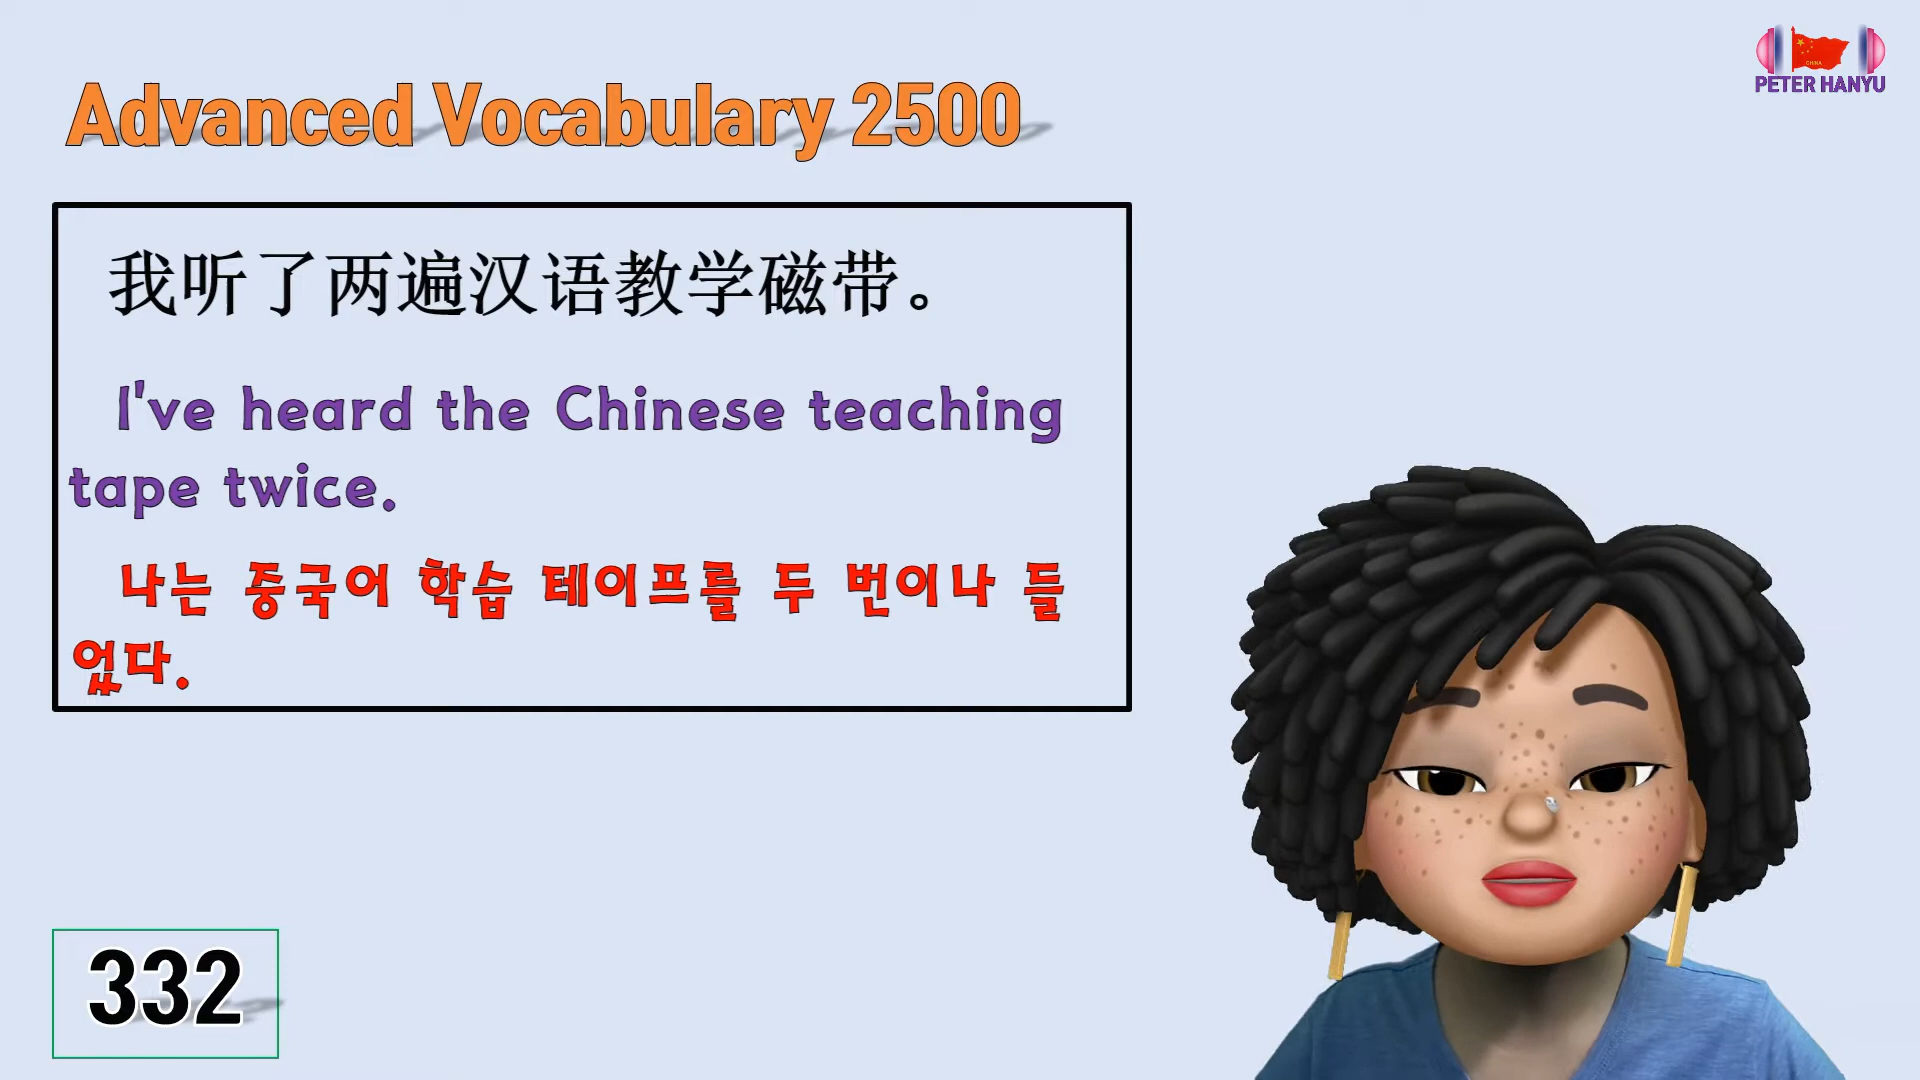 CHINA
PETER HANYU
Advanced Vocabulary 2500
我听了两遍汉语教学磁带。
I've heard the Chinese teaching
tape twice.
나는 중국어 학습 테이프를 두 번이나 들
었다.
332